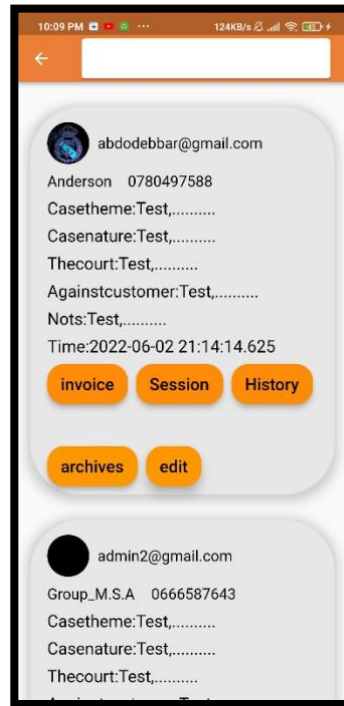 10:09 PM ... 124KB/s
abdodebbar@gmail.com
Anderson 0780497588
Casetheme:Test,..........
Casenature:Test,..........
Thecourt:Test,..........
Againstcustomer:Test,..........
Nots:Test,..........
Time:2022-06-02 21:14:14.625
invoice Session History
archives edit
admin2@gmail.com
Group_M.S.A 0666587643
Casetheme:Test,..........
Casenature:Test,..........
Thecourt:Test,..........